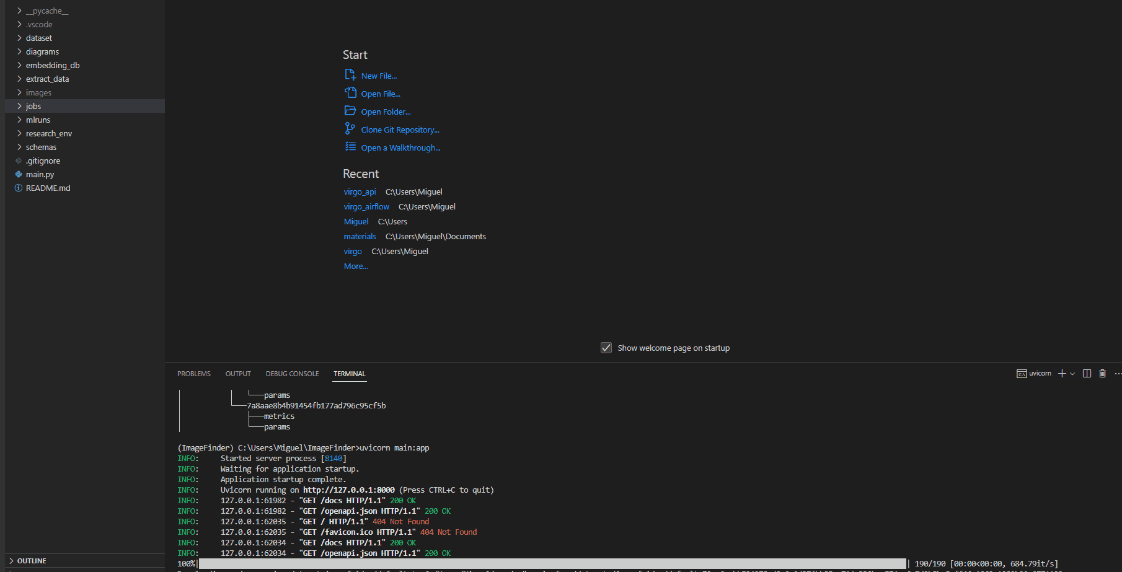 __pycache__
.vscode
dataset
diagrams
embedding_db
extract_data
images
jobs
mlruns
research_env
schemas
.gitignore
main.py
README.md
OUTLINE
Start
New File...
Open File...
Open Folder...
Clone Git Repository...
Open a Walkthrough...
Recent
virgo_api C:\Users\Miguel
virgo_airflow C:\Users\Miguel
Miguel C:\Users
materials C:\Users\Miguel\Documents
virgo C:\Users\Miguel
More...
Show welcome page on startup
PROBLEMS OUTPUT DEBUG CONSOLE TERMINAL uvicorn
params
7a8aae8b4b91454fb177ad796c95cf5b
metrics
params
(ImageFinder) C:\Users\Miguel\ImageFinder>uvicorn main:app
INFO: Started server process [8140]
INFO: Waiting for application startup.
INFO: Application startup complete.
INFO: Uvicorn running on http://127.0.0.1:8000 (Press CTRL+C to quit)
INFO: 127.0.0.1:61982 - "GET /docs HTTP/1.1" 200 OK
INFO: 127.0.0.1:61982 - "GET /openapi.json HTTP/1.1" 200 OK
INFO: 127.0.0.1:62035 - "GET / HTTP/1.1" 404 Not Found
INFO: 127.0.0.1:62035 - "GET /favicon.ico HTTP/1.1" 404 Not Found
INFO: 127.0.0.1:62034 - "GET /docs HTTP/1.1" 200 OK
INFO: 127.0.0.1:62034 - "GET /openapi.json HTTP/1.1" 200 OK
100%| | 190/190 [00:00<00:00, 684.79it/s]